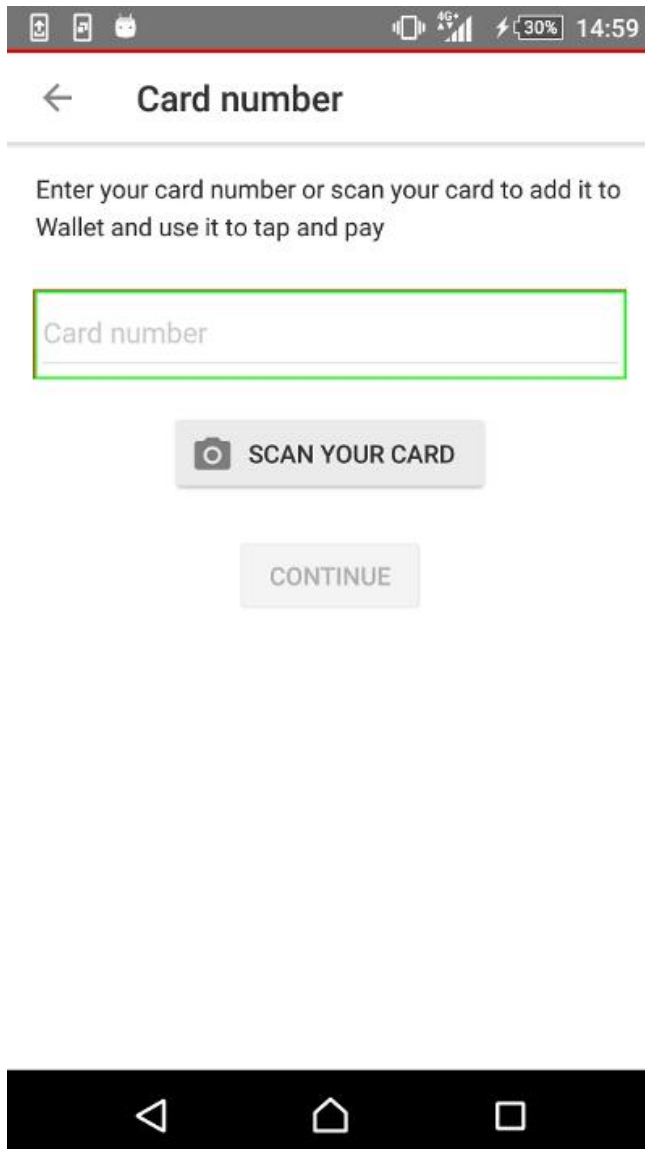 4G+ 30% 14:59
Card number
Enter your card number or scan your card to add it to
Wallet and use it to tap and pay
Card number
SCAN YOUR CARD
CONTINUE